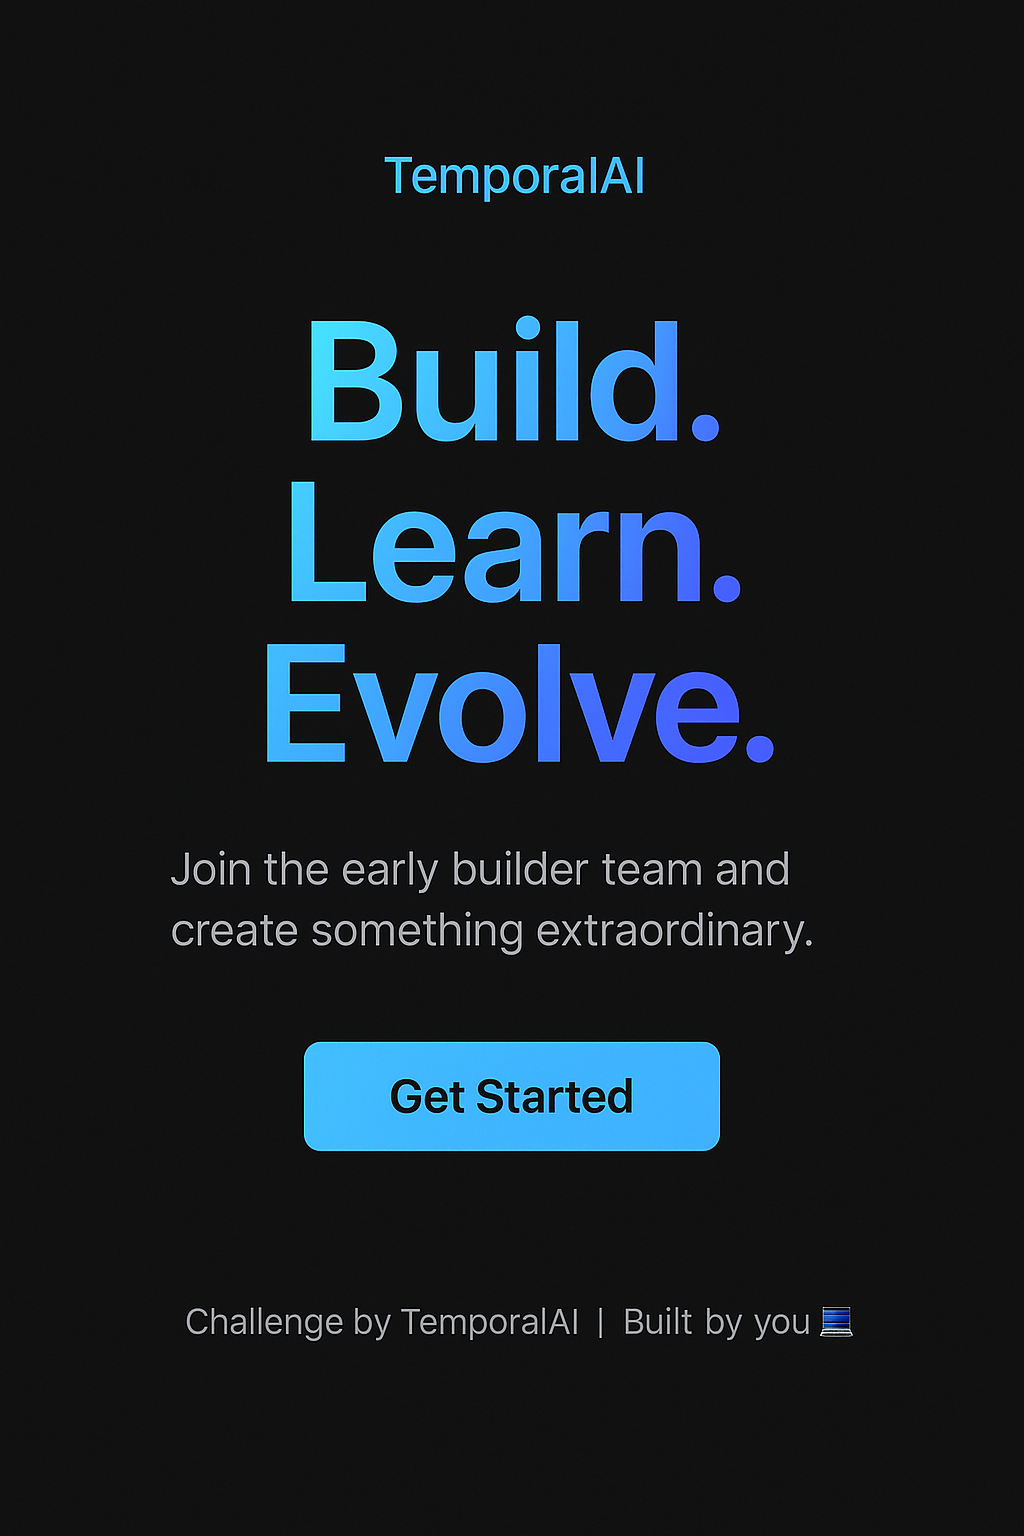 TemporalAI
Build.
Learn.
Evolve.
Join the early builder team and
create something extraordinary.
Get Started
Challenge by TemporalAI | Built by you 💻